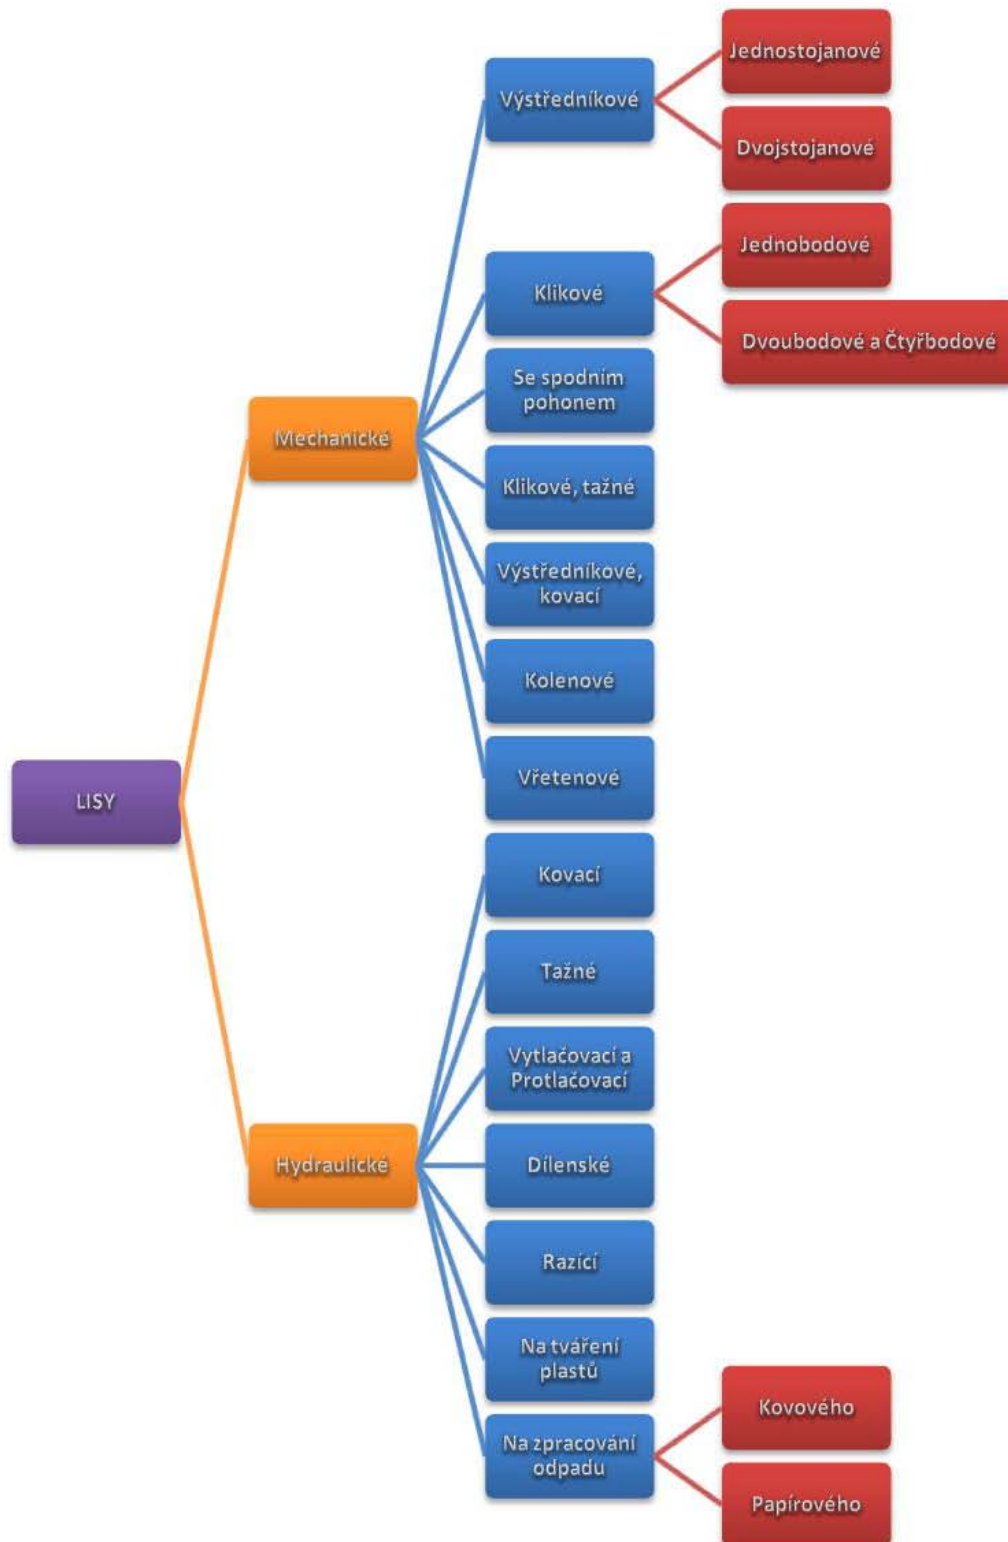 LISY
Mechanické
Výstředníkové
Jednostojanové
Dvojstojanové
Klikové
Jednobodové
Dvoubodové a Čtyřbodové
Se spodním
pohonem
Klikové, tažné
Výstředníkové,
kovací
Kolenové
Vřetenové
Hydraulické
Kovací
Tažné
Vytlačovací a
Protlačovací
Dílenské
Razící
Na tváření
plastů
Na zpracování
odpadu
Kovového
Papírového